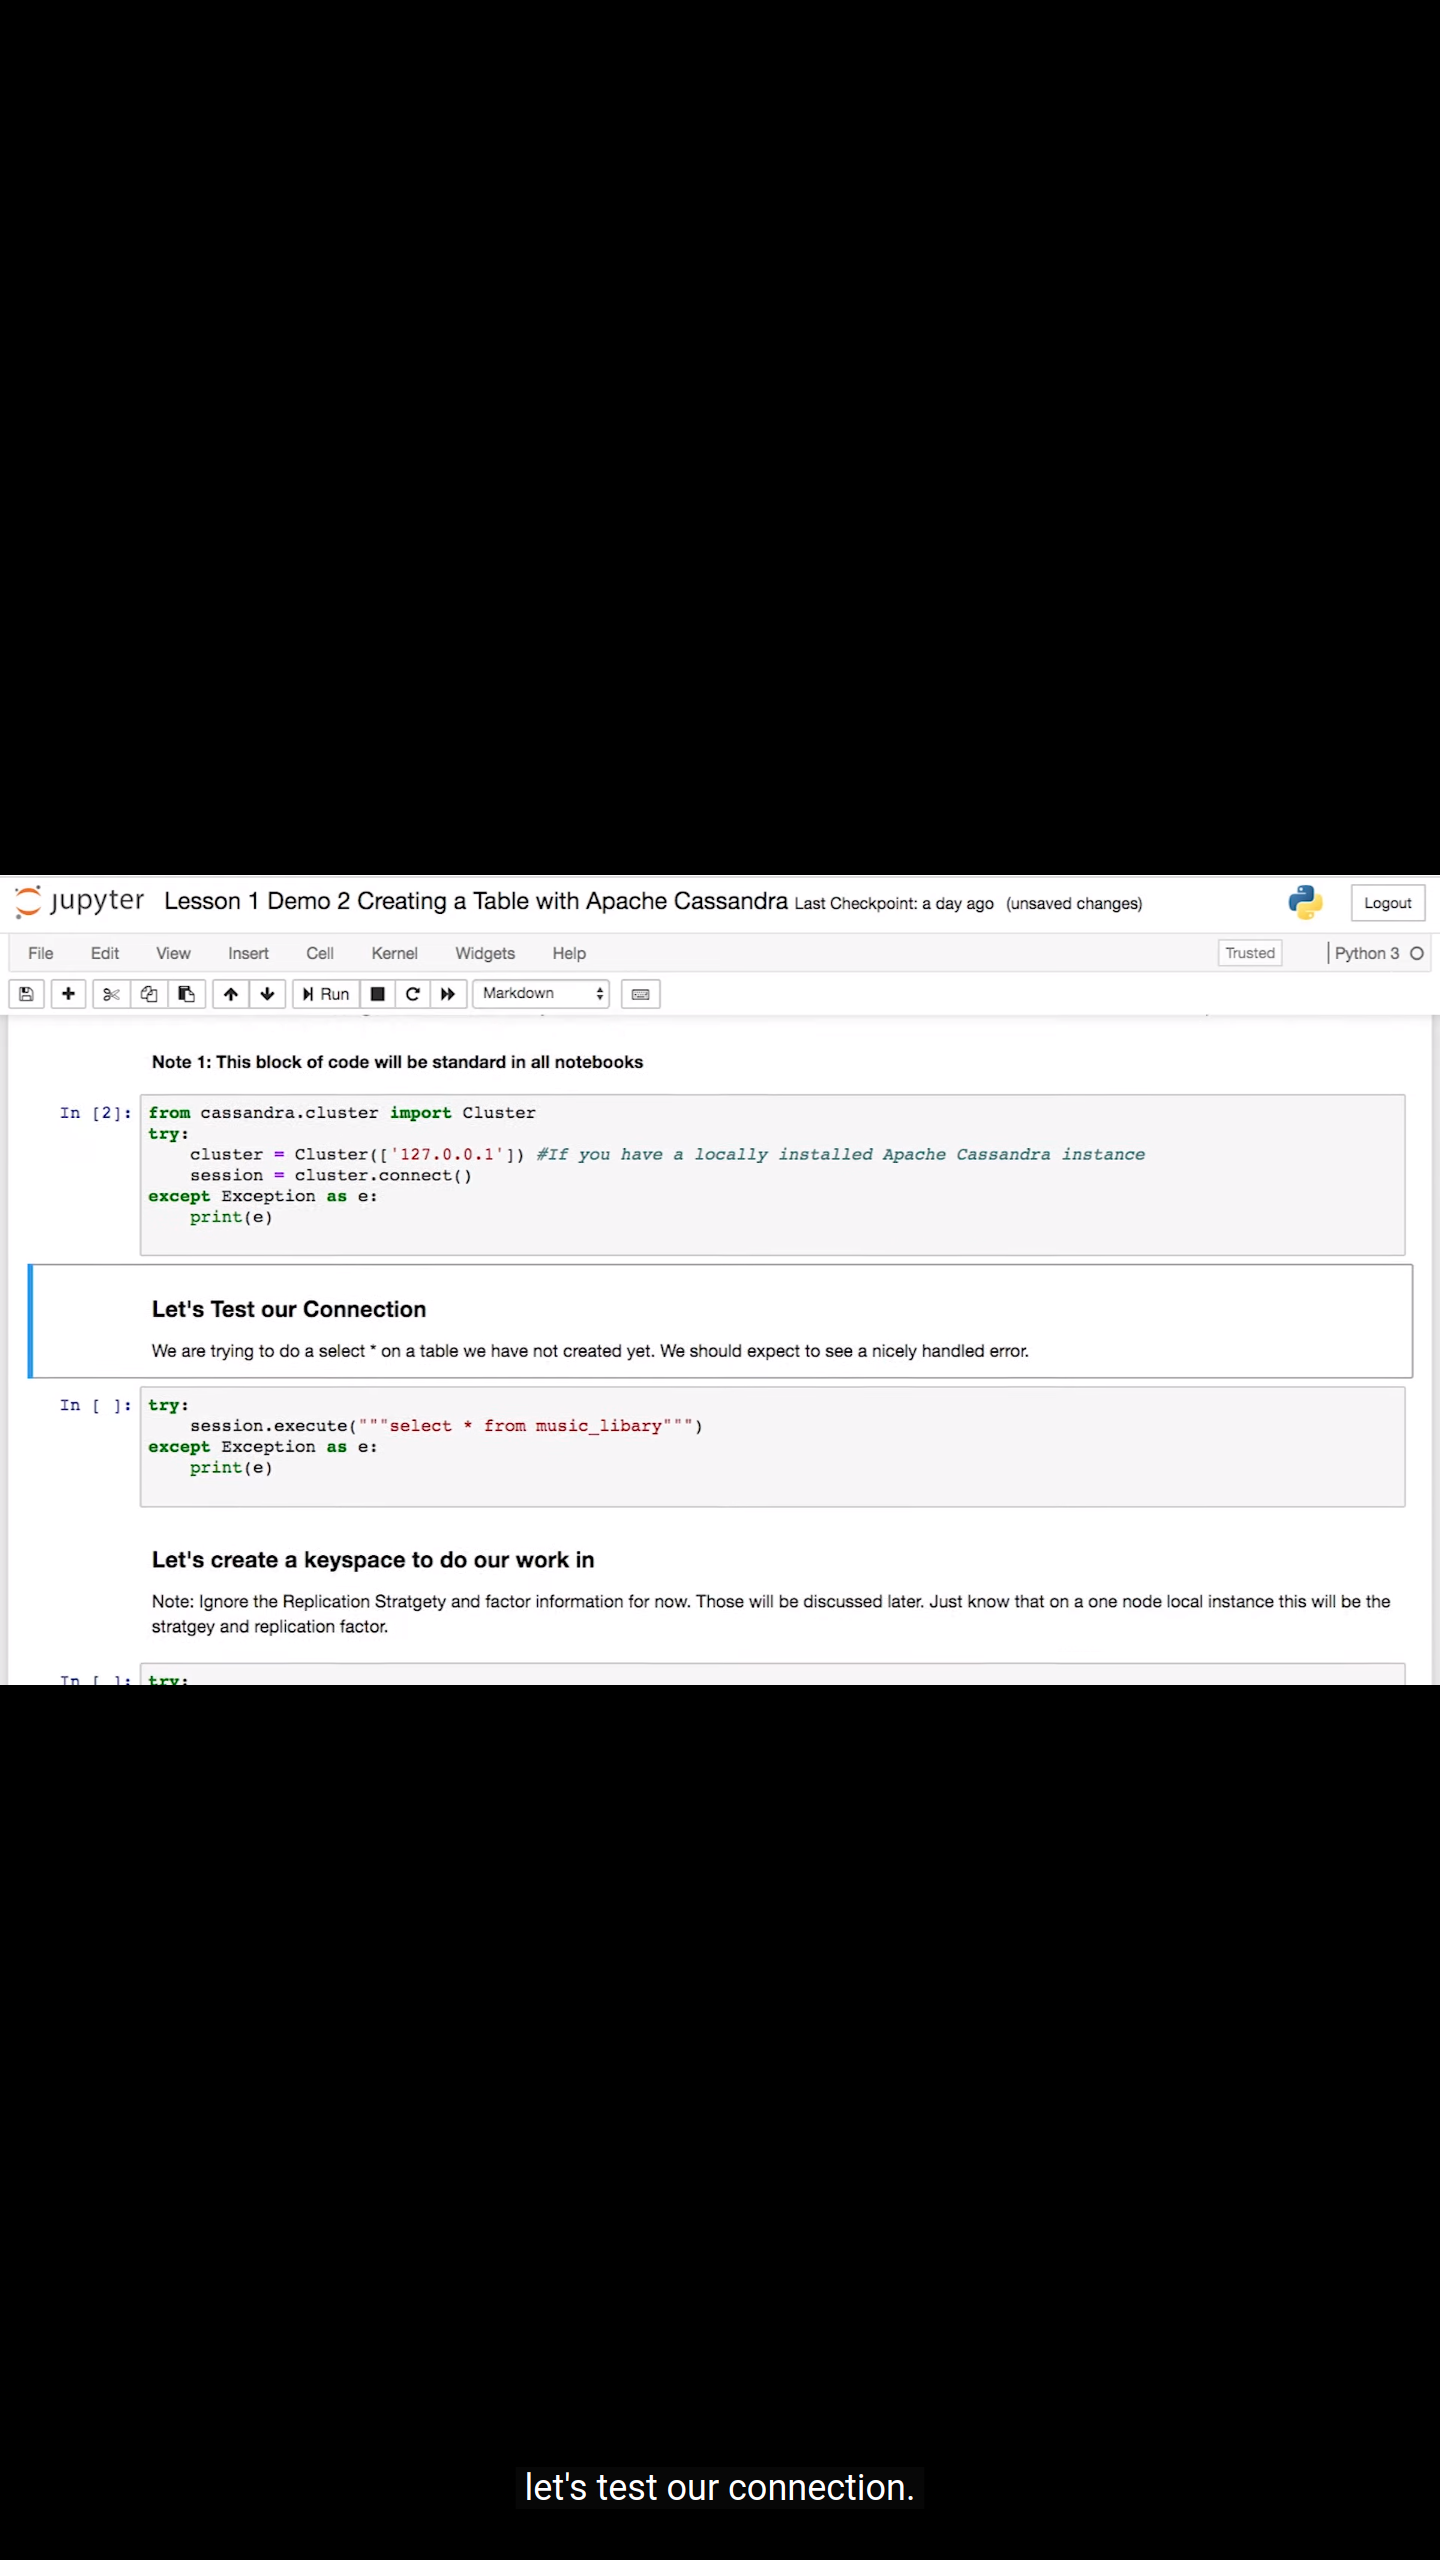 jupyter Lesson 1 Demo 2 Creating a Table with Apache Cassandra Last Checkpoint: a day ago (unsaved changes) Logout
File Edit View Insert Cell Kernel Widgets Help Trusted Python 3
Run Markdown
Note 1: This block of code will be standard in all notebooks
In [2]: from cassandra.cluster import Cluster
try:
cluster = Cluster(['127.0.0.1']) #If you have a locally installed Apache Cassandra instance
session = cluster.connect()
except Exception as e:
print(e)
Let's Test our Connection
We are trying to do a select * on a table we have not created yet. We should expect to see a nicely handled error.
In [ ]: try:
session.execute("""select * from music_libary""")
except Exception as e:
print(e)
Let's create a keyspace to do our work in
Note: Ignore the Replication Stratgety and factor information for now. Those will be discussed later. Just know that on a one node local instance this will be the
stratgey and replication factor.
In [ ]: try:
let's test our connection.